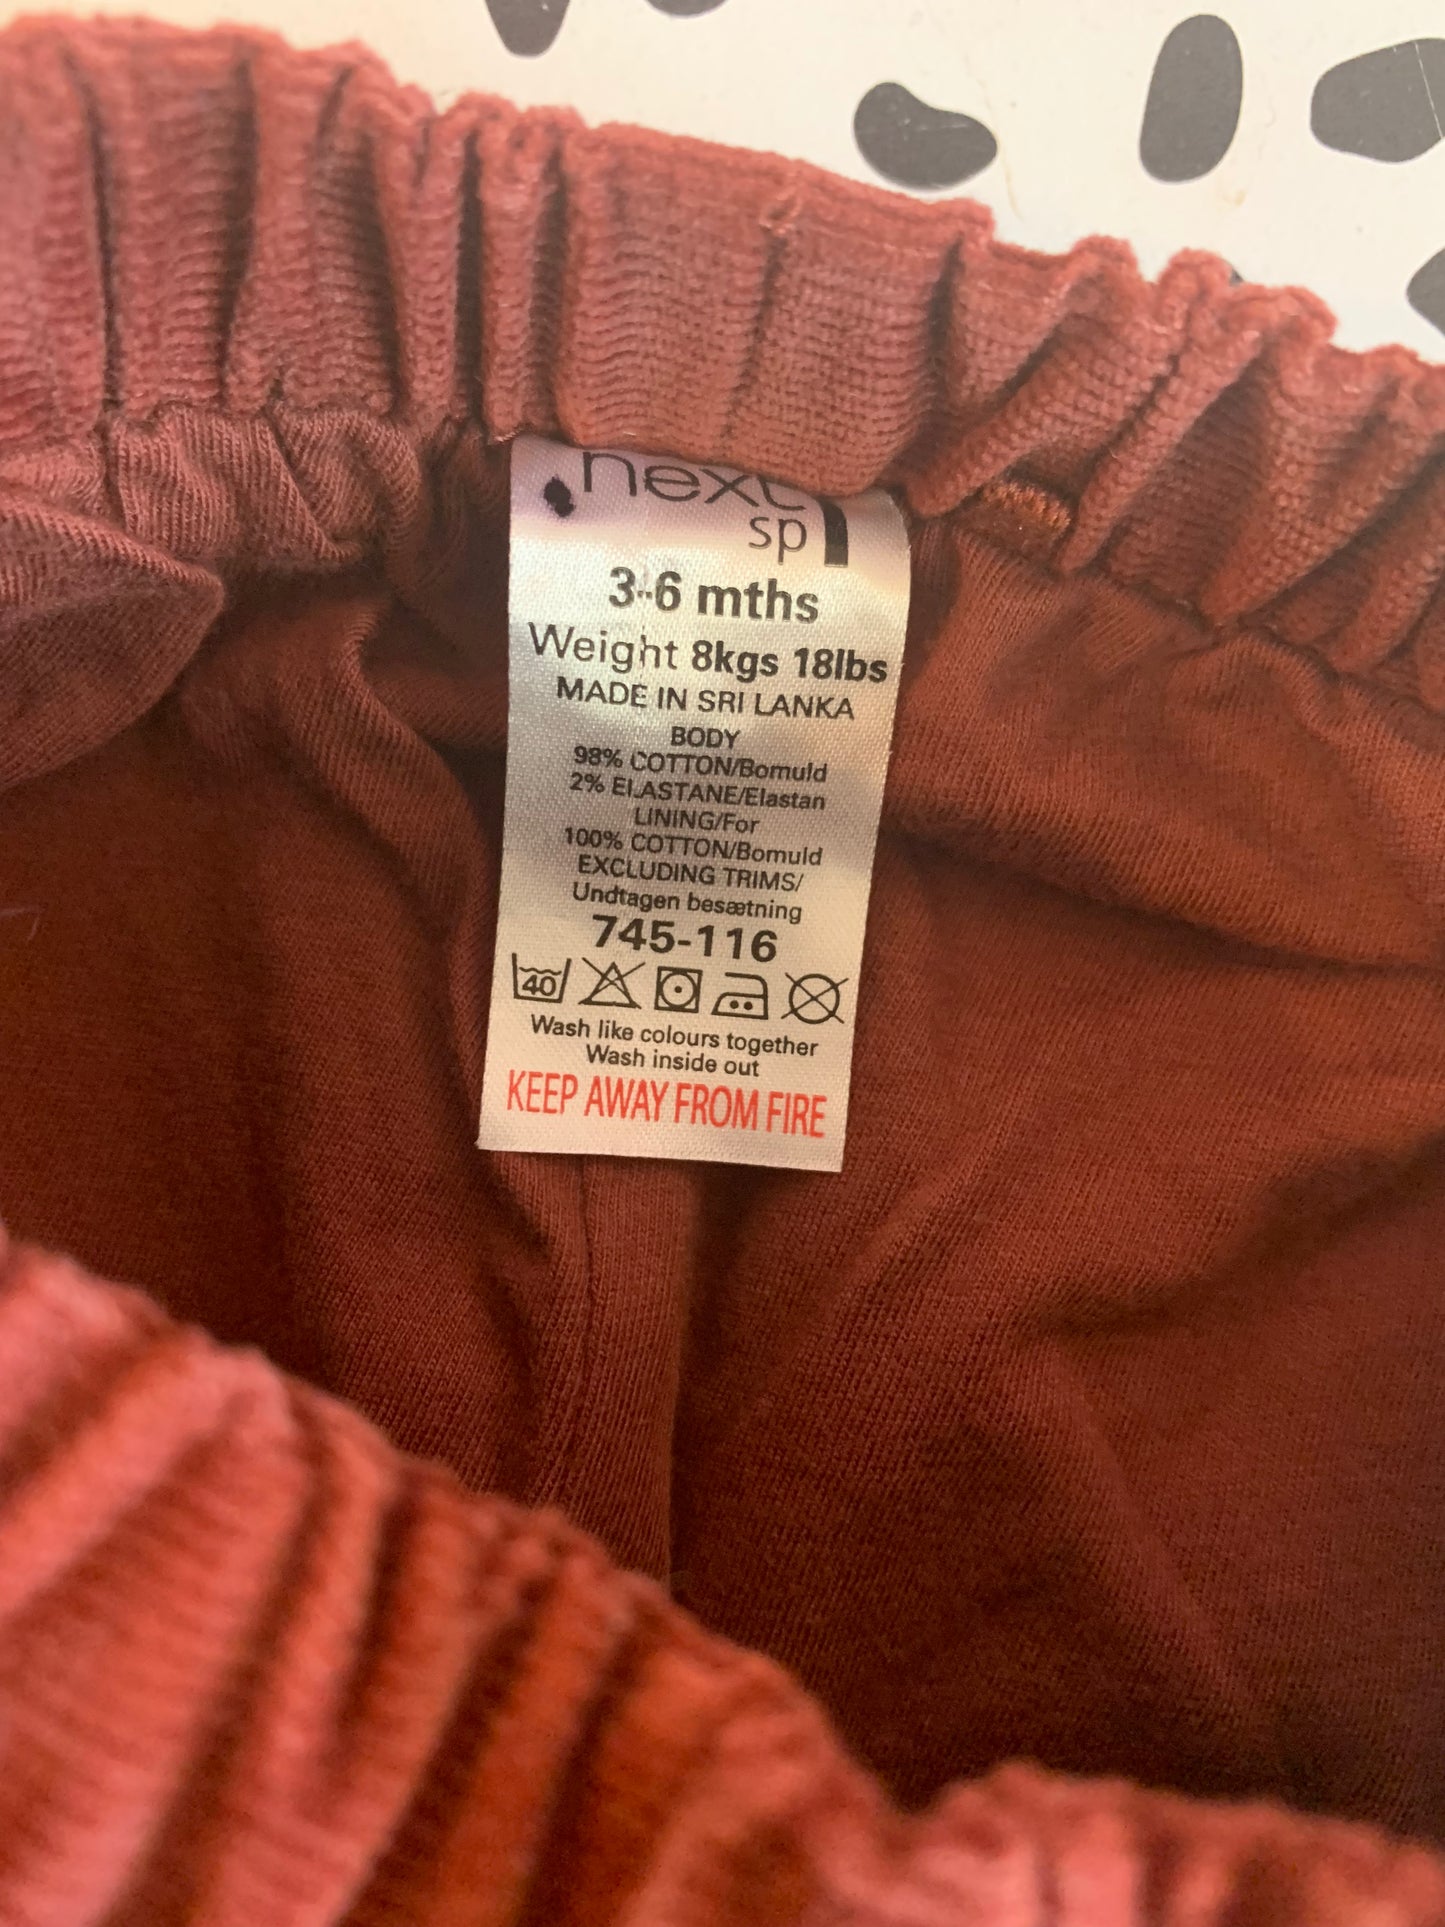 next
sp
3-6 mths
Weight 8kgs 18lbs
MADE IN SRI LANKA
BODY
98% COTTON/Bomuld
2% ELASTANE/Elastan
LINING/For
100% COTTON/Bomuld
EXCLUDING TRIMS/
Undtagen besætning
745-116
40
Wash like colours together
Wash inside out
KEEP AWAY FROM FIRE